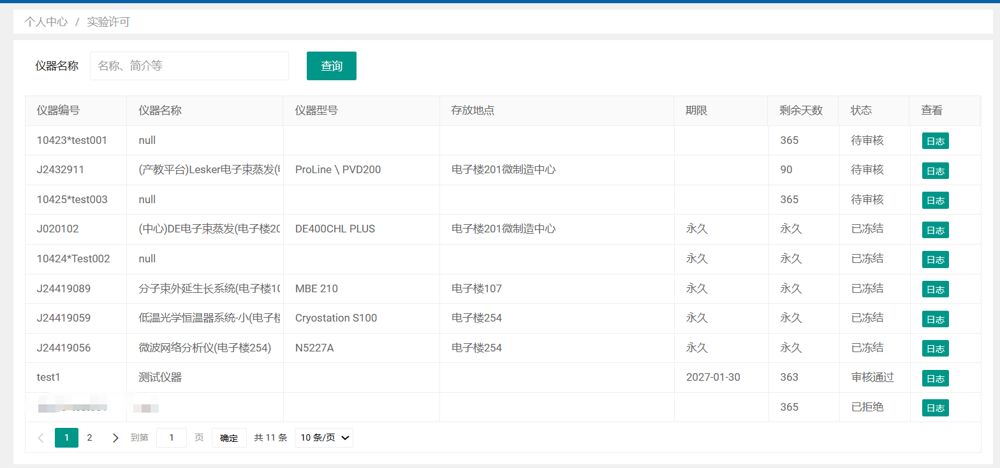 个人中心 / 实验许可
仪器名称 名称、简介等 查询
仪器编号 仪器名称 仪器型号 存放地点 期限 剩余天数 状态 查看
10423*test001 null 365 待审核 日志
J2432911 (产教平台)Lesker电子束蒸发( ProLine \ PVD200 电子楼201微制造中心 90 待审核 日志
10425*test003 null 365 待审核 日志
J020102 (中心)DE电子束蒸发(电子楼20 DE400CHL PLUS 电子楼201微制造中心 永久 永久 已冻结 日志
10424*Test002 null 永久 永久 已冻结 日志
J24419089 分子束外延生长系统(电子楼10 MBE 210 电子楼107 永久 永久 已冻结 日志
J24419059 低温光学恒温器系统-小(电子楼 Cryostation S100 电子楼254 永久 永久 已冻结 日志
J24419056 微波网络分析仪(电子楼254) N5227A 电子楼254 永久 永久 已冻结 日志
test1 测试仪器 2027-01-30 363 审核通过 日志
365 已拒绝 日志
1 2 到第 1 页 确定 共 11 条 10 条/页